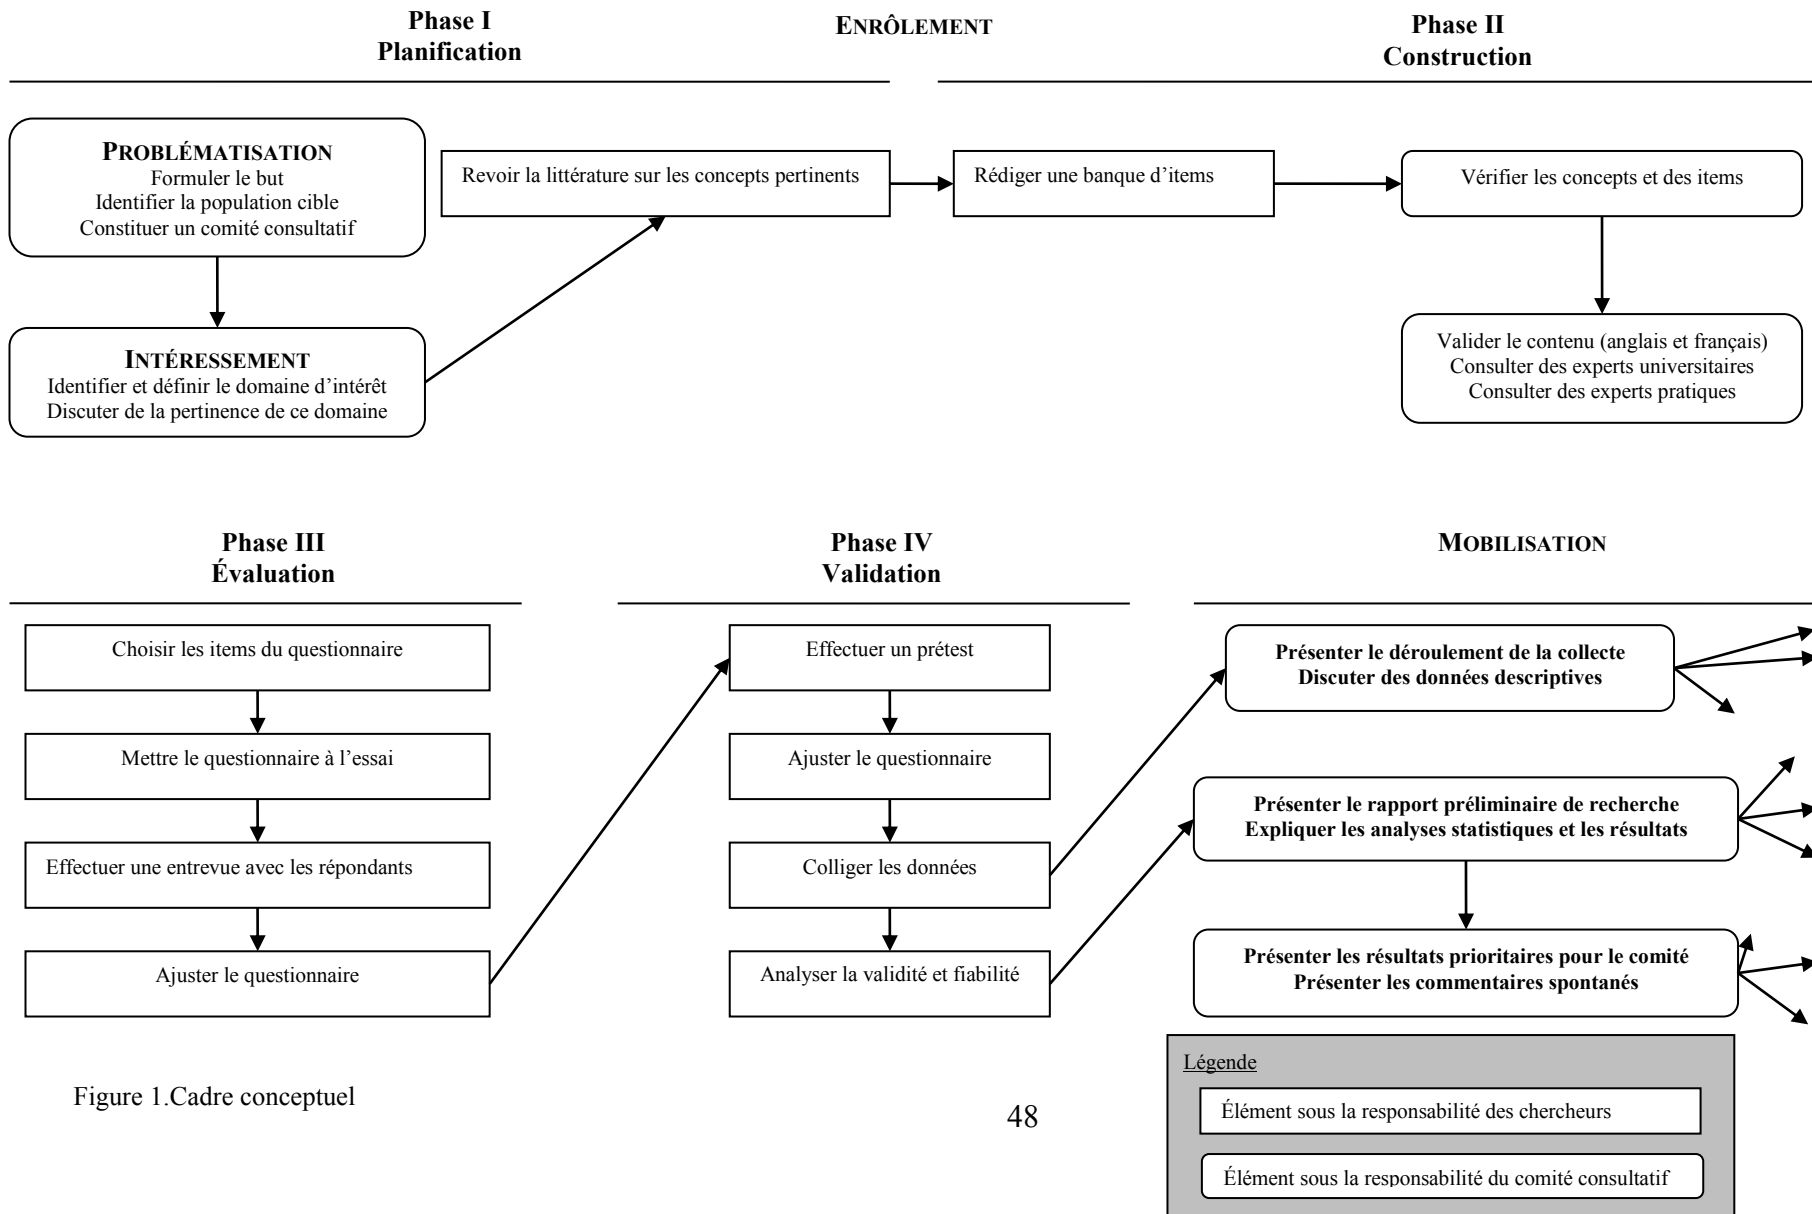 Phase I
Planification
ENRÔLEMENT
Phase II
Construction
PROBLÉMATISATION
Formuler le but
Identifier la population cible
Constituer un comité consultatif
Revoir la littérature sur les concepts pertinents
Rédiger une banque d’items
Vérifier les concepts et des items
INTÉRESSEMENT
Identifier et définir le domaine d’intérêt
Discuter de la pertinence de ce domaine
Valider le contenu (anglais et français)
Consulter des experts universitaires
Consulter des experts pratiques
Phase III
Évaluation
Phase IV
Validation
MOBILISATION
Choisir les items du questionnaire
Mettre le questionnaire à l’essai
Effectuer une entrevue avec les répondants
Ajuster le questionnaire
Effectuer un prétest
Ajuster le questionnaire
Colliger les données
Analyser la validité et fiabilité
Présenter le déroulement de la collecte
Discuter des données descriptives
Présenter le rapport préliminaire de recherche
Expliquer les analyses statistiques et les résultats
Présenter les résultats prioritaires pour le comité
Présenter les commentaires spontanés
Légende
Élément sous la responsabilité des chercheurs
Élément sous la responsabilité du comité consultatif
Figure 1.Cadre conceptuel
48